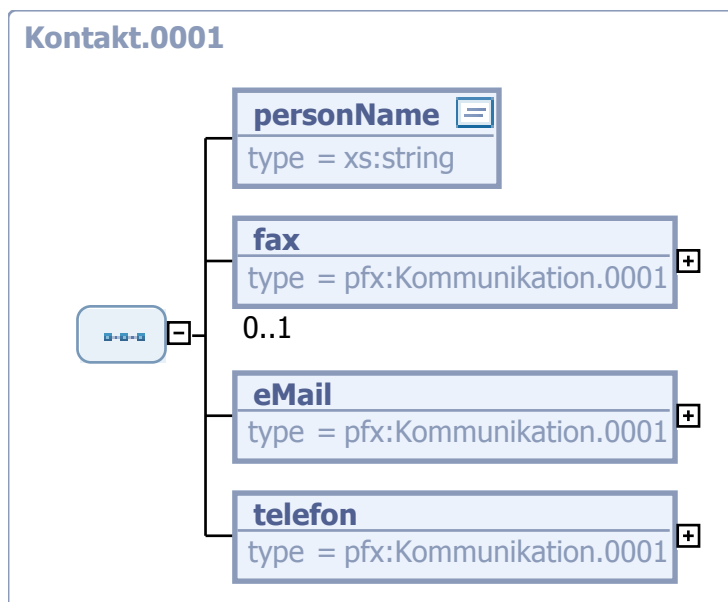 Kontakt.0001
personName
type = xs:string
fax
type = pfx:Kommunikation.0001
0..1
eMail
type = pfx:Kommunikation.0001
telefon
type = pfx:Kommunikation.0001